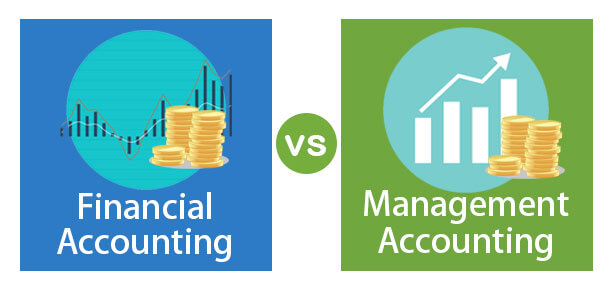 Financial
Accounting
vs
Management
Accounting